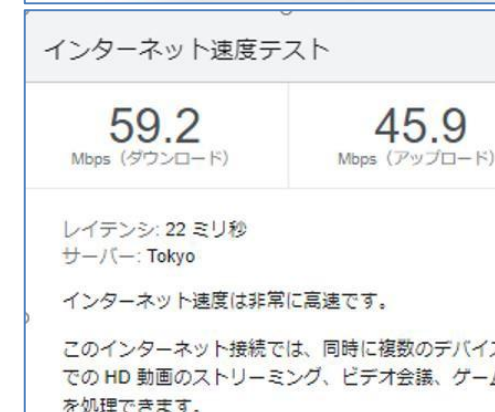 インターネット速度テスト
59.2 45.9
Mbps（ダウンロード） Mbps（アップロード）
レイテンシ: 22 ミリ秒
サーバー: Tokyo
インターネット速度は非常に高速です。
このインターネット接続では、同時に複数のデバイス
での HD 動画のストリーミング、ビデオ会議、ゲーム
を処理できます。